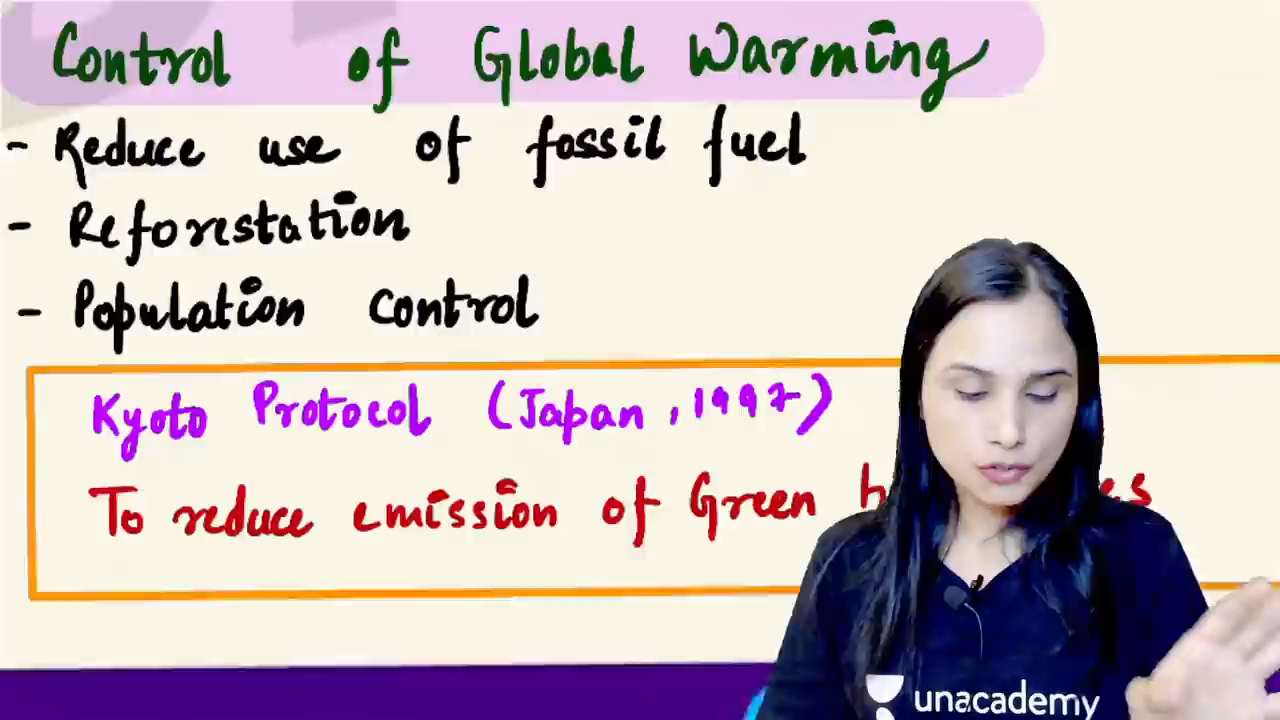 Control of Global Warming
- Reduce use of fossil fuel
- Reforestation
- Population control
Kyoto Protocol (Japan, 1997)
To reduce emission of Green
unacademy